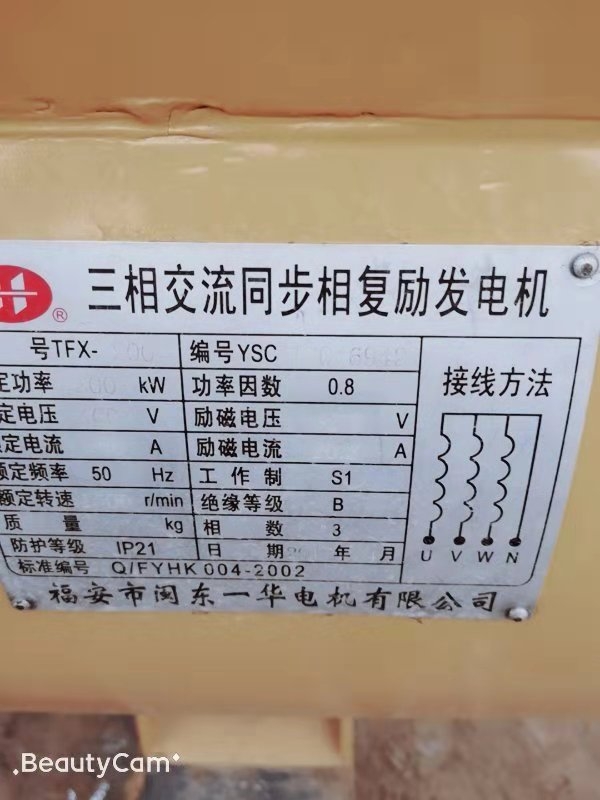 H®
三相交流同步相复励发电机
号TFX- 编号YSC
定功率 kW 功率因数 0.8
定电压 V 励磁电压 V
定电流 A 励磁电流 A
额定频率 50 Hz 工作制 S1
额定转速 r/min 绝缘等级 B
质量 kg 相数 3
防护等级 IP21 日期 年 月
标准编号 Q/FYHK 004-2002
接线方法
U V W N
福安市闽东一华电机有限公司
BeautyCam